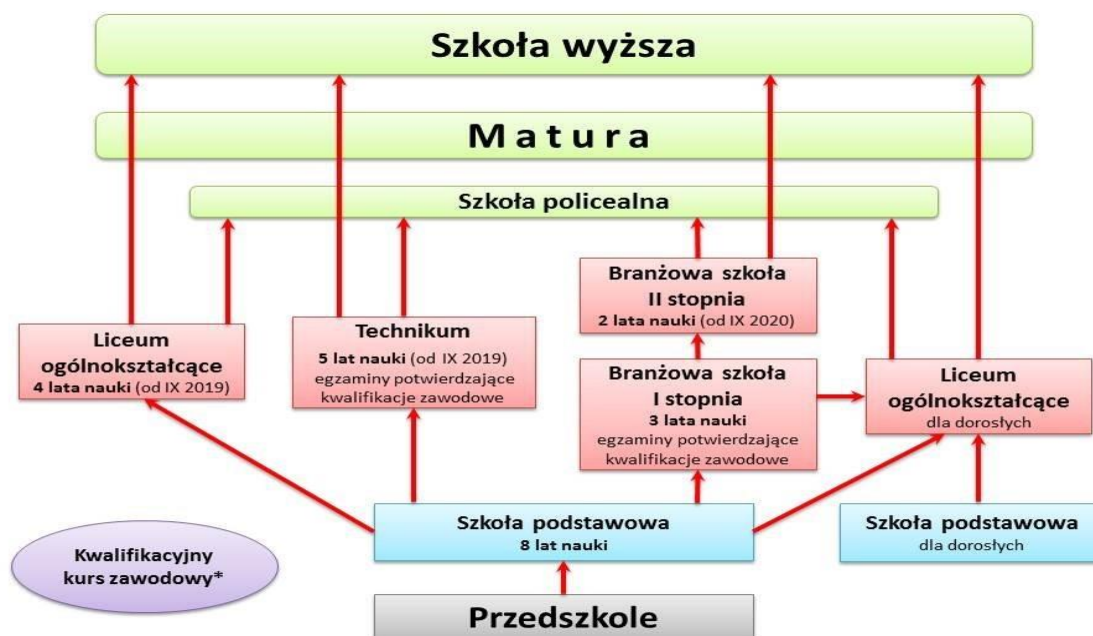 Szkoła wyższa
Matura
Szkoła policealna
Branżowa szkoła
II stopnia
2 lata nauki (od IX 2020)
Liceum
ogólnokształcące
4 lata nauki (od IX 2019)
Technikum
5 lat nauki (od IX 2019)
egzaminy potwierdzające
kwalifikacje zawodowe
Branżowa szkoła
I stopnia
3 lata nauki
egzaminy potwierdzające
kwalifikacje zawodowe
Liceum
ogólnokształcące
dla dorosłych
Szkoła podstawowa
8 lat nauki
Szkoła podstawowa
dla dorosłych
Kwalifikacyjny
kurs zawodowy*
Przedszkole